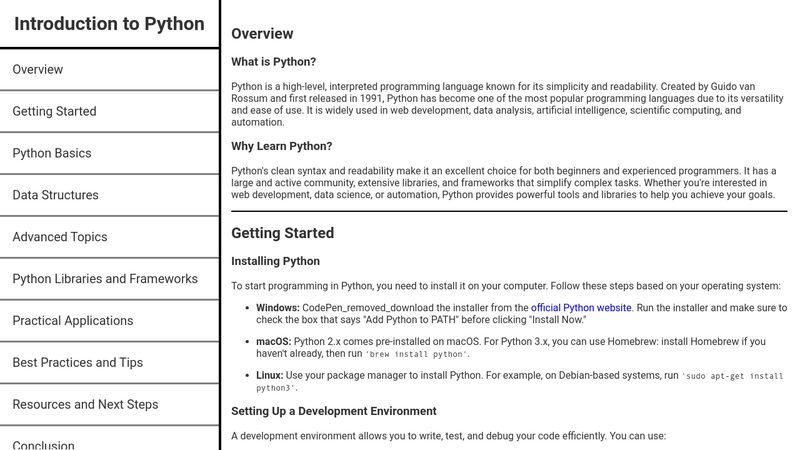 Introduction to Python
Overview
Getting Started
Python Basics
Data Structures
Advanced Topics
Python Libraries and Frameworks
Practical Applications
Best Practices and Tips
Resources and Next Steps
Conclusion
Overview
What is Python?
Python is a high-level, interpreted programming language known for its simplicity and readability. Created by Guido van
Rossum and first released in 1991, Python has become one of the most popular programming languages due to its versatility
and ease of use. It is widely used in web development, data analysis, artificial intelligence, scientific computing, and
automation.
Why Learn Python?
Python's clean syntax and readability make it an excellent choice for both beginners and experienced programmers. It has a
large and active community, extensive libraries, and frameworks that simplify complex tasks. Whether you're interested in
web development, data science, or automation, Python provides powerful tools and libraries to help you achieve your goals.
Getting Started
Installing Python
To start programming in Python, you need to install it on your computer. Follow these steps based on your operating system:
• Windows: CodePen_removed_download the installer from the official Python website. Run the installer and make sure to
check the box that says "Add Python to PATH" before clicking "Install Now."
• macOS: Python 2.x comes pre-installed on macOS. For Python 3.x, you can use Homebrew: install Homebrew if you
haven't already, then run 'brew install python'.
• Linux: Use your package manager to install Python. For example, on Debian-based systems, run 'sudo apt-get install
python3'.
Setting Up a Development Environment
A development environment allows you to write, test, and debug your code efficiently. You can use: